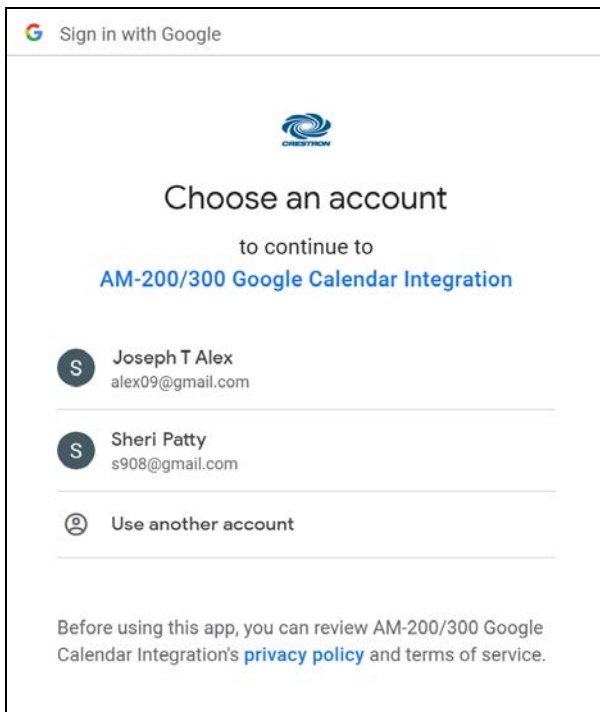 Sign in with Google
CRESTRON
Choose an account
to continue to
AM-200/300 Google Calendar Integration
S
Joseph T Alex
alex09@gmail.com
S
Sheri Patty
s908@gmail.com
Use another account
Before using this app, you can review AM-200/300 Google
Calendar Integration's privacy policy and terms of service.